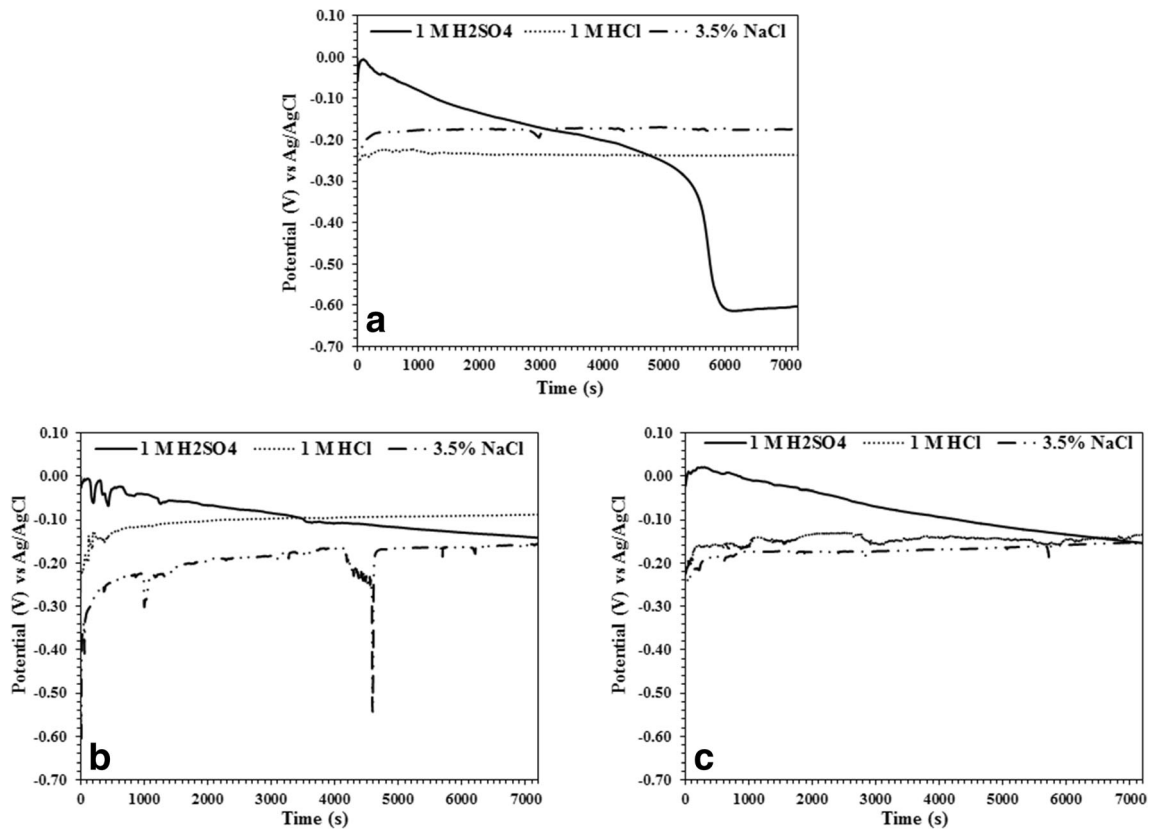 0.10
1 M H2SO4 1 M HCl 3.5% NaCl
0.00
-0.10
-0.20
-0.30
-0.40
-0.50
-0.60
-0.70
Potential (V) vs Ag/AgCl
a
0 1000 2000 3000 4000 5000 6000 7000
Time (s)
0.10
1 M H2SO4 1 M HCl 3.5% NaCl
0.00
-0.10
-0.20
-0.30
-0.40
-0.50
-0.60
-0.70
Potential (V) vs Ag/AgCl
b
0 1000 2000 3000 4000 5000 6000 7000
Time (s)
0.10
1 M H2SO4 1 M HCl 3.5% NaCl
0.00
-0.10
-0.20
-0.30
-0.40
-0.50
-0.60
-0.70
Potential (V) vs Ag/AgCl
c
0 1000 2000 3000 4000 5000 6000 7000
Time (s)